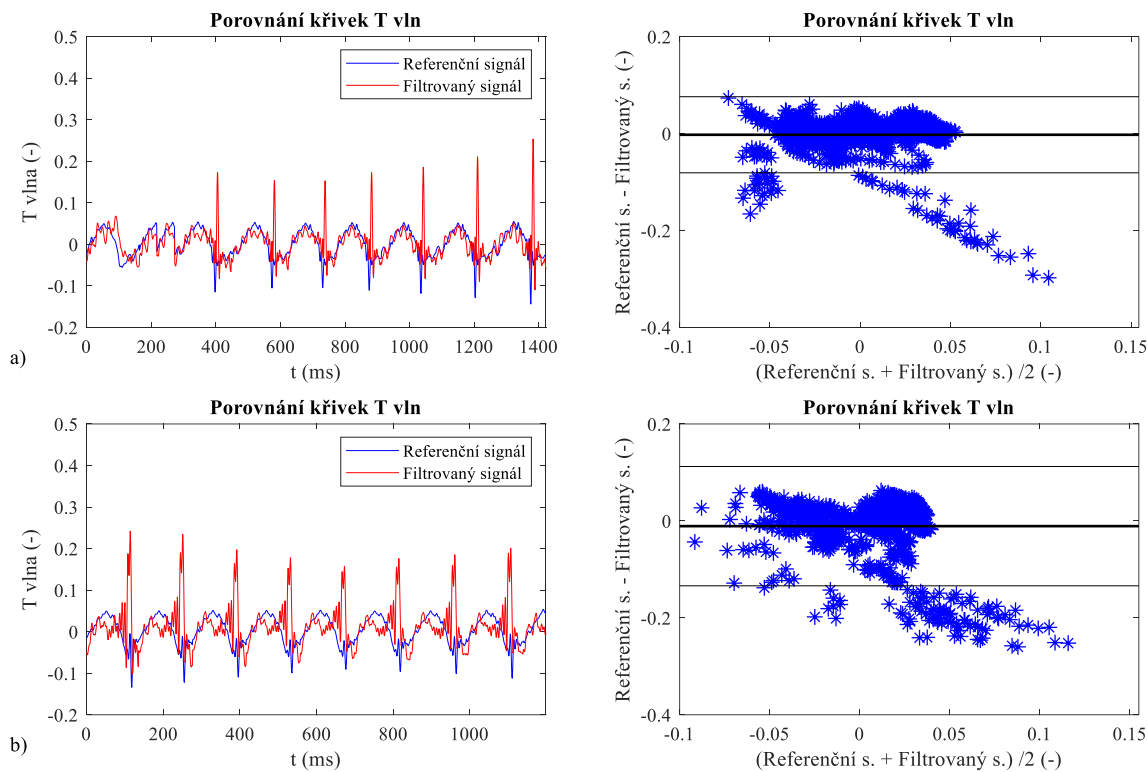 Porovnání křivek T vln
0.5
0.4
0.3
0.2
0.1
0
-0.1
-0.2
T vlna (-)
Referenční signál
Filtrovaný signál
0 200 400 600 800 1000 1200 1400
t (ms)
a)
Porovnání křivek T vln
0.2
0
-0.2
-0.4
Referenční s. - Filtrovaný s. (-)
-0.1 -0.05 0 0.05 0.1 0.15
(Referenční s. + Filtrovaný s.) /2 (-)
Porovnání křivek T vln
0.5
0.4
0.3
0.2
0.1
0
-0.1
-0.2
T vlna (-)
Referenční signál
Filtrovaný signál
0 200 400 600 800 1000
t (ms)
b)
Porovnání křivek T vln
0.2
0
-0.2
-0.4
Referenční s. - Filtrovaný s. (-)
-0.1 -0.05 0 0.05 0.1 0.15
(Referenční s. + Filtrovaný s.) /2 (-)